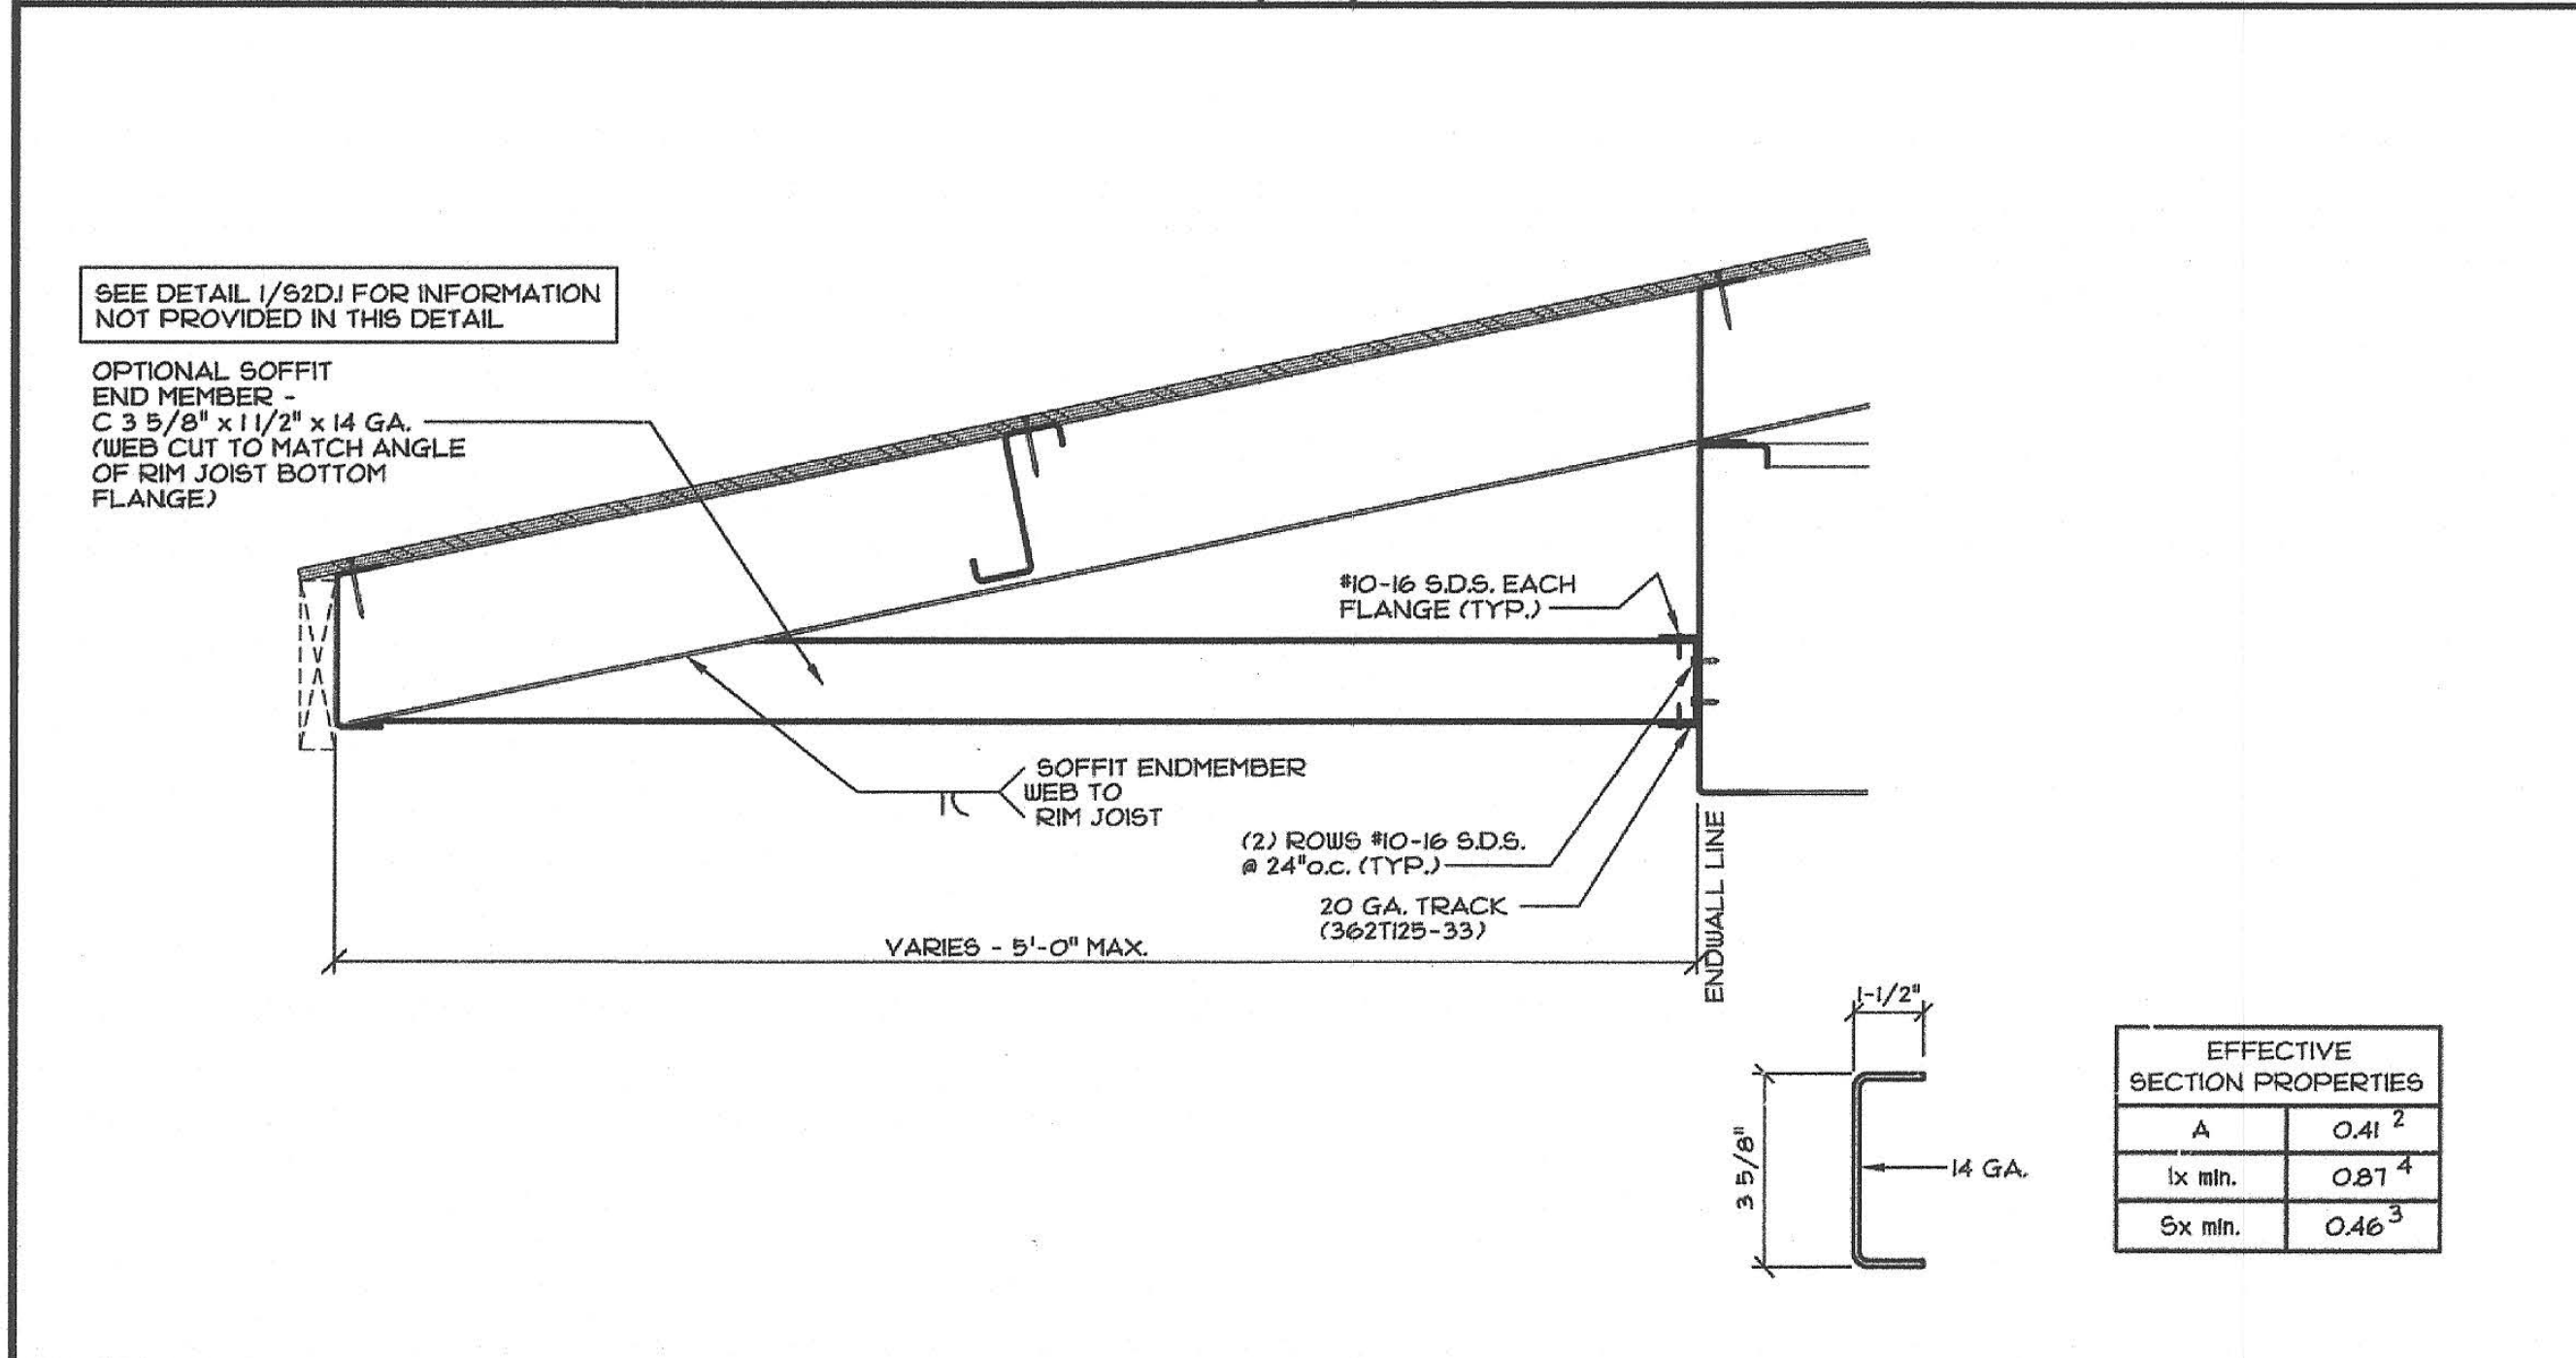 SEE DETAIL 1/S2D.1 FOR INFORMATION
NOT PROVIDED IN THIS DETAIL
OPTIONAL SOFFIT
END MEMBER -
C 3 5/8" x 1 1/2" x 14 GA.
(WEB CUT TO MATCH ANGLE
OF RIM JOIST BOTTOM
FLANGE)
#10-16 S.D.S. EACH
FLANGE (TYP.)
SOFFIT ENDMEMBER
WEB TO
RIM JOIST
(2) ROWS #10-16 S.D.S.
@ 24"o.c. (TYP.)
20 GA. TRACK
(362T125-33)
ENDWALL LINE
VARIES - 5'-0" MAX.
1-1/2"
3 5/8"
14 GA.
EFFECTIVE
SECTION PROPERTIES
A 0.41 2
Ix min. 0.87 4
Sx min. 0.46 3